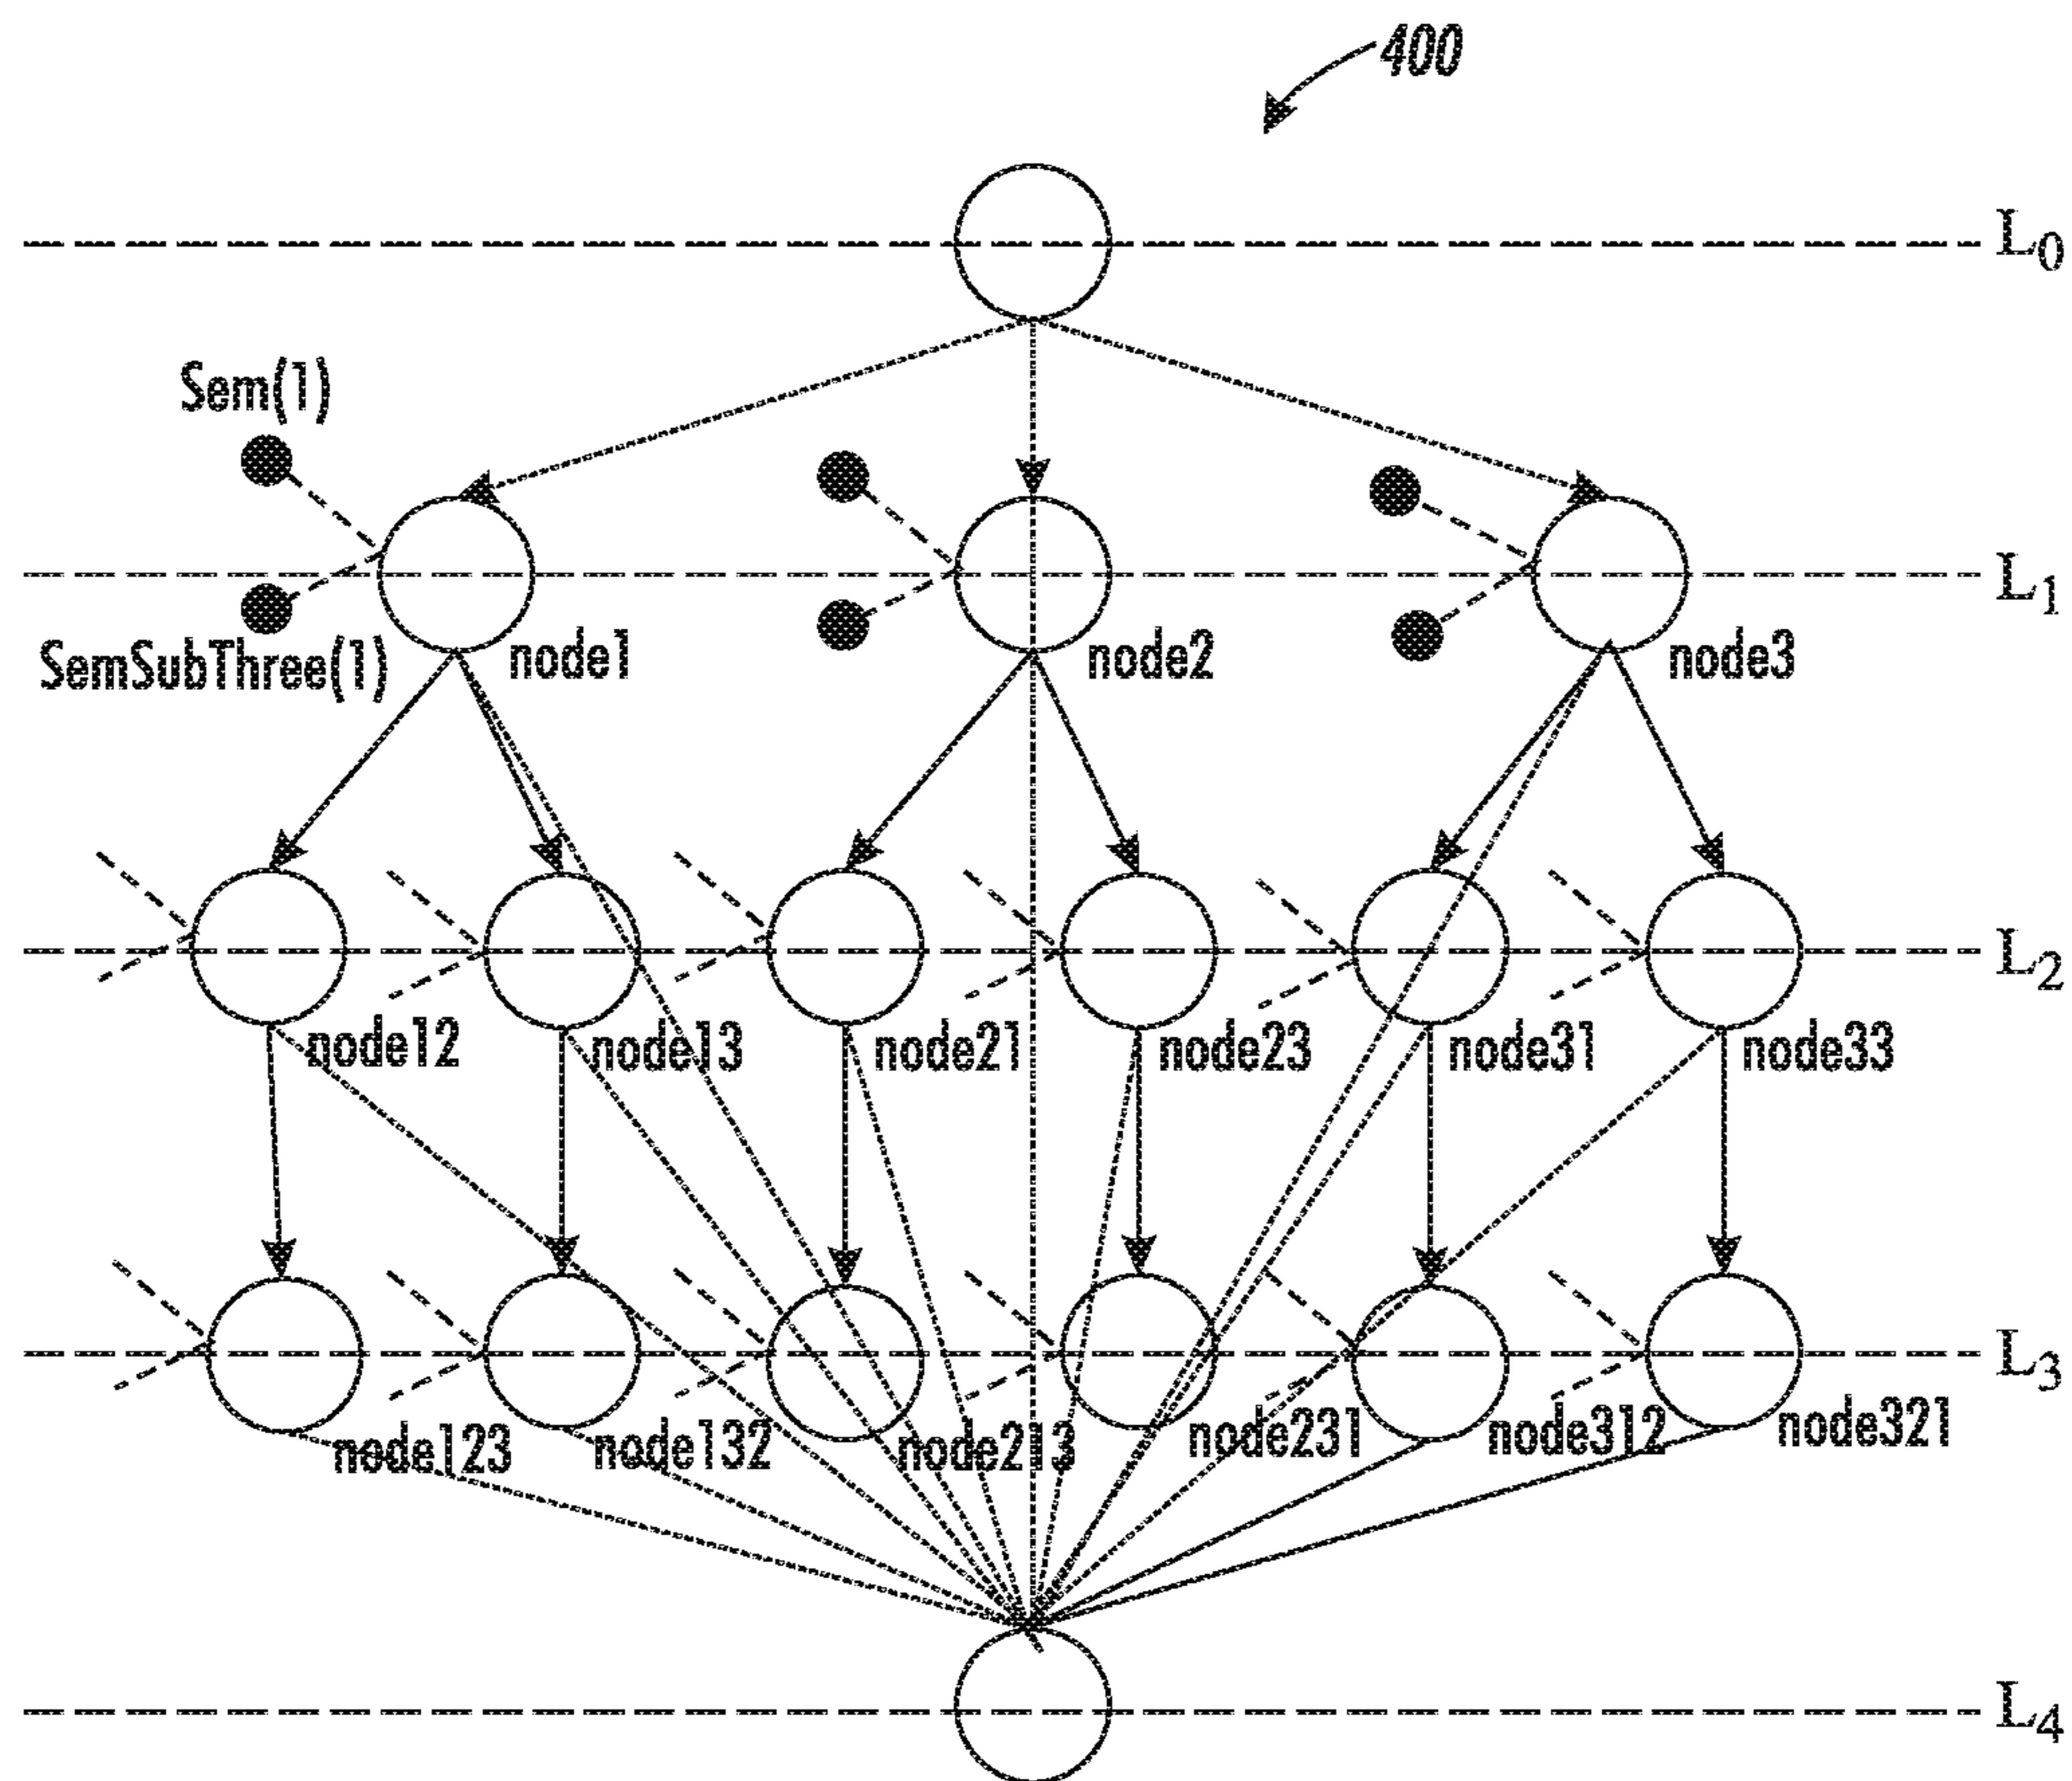 400
L0
Sem(1)
L1
SemSubThree(1)
node1
node2
node3
L2
node12
node13
node21
node23
node31
node33
L3
node123
node132
node213
node231
node312
node321
L4